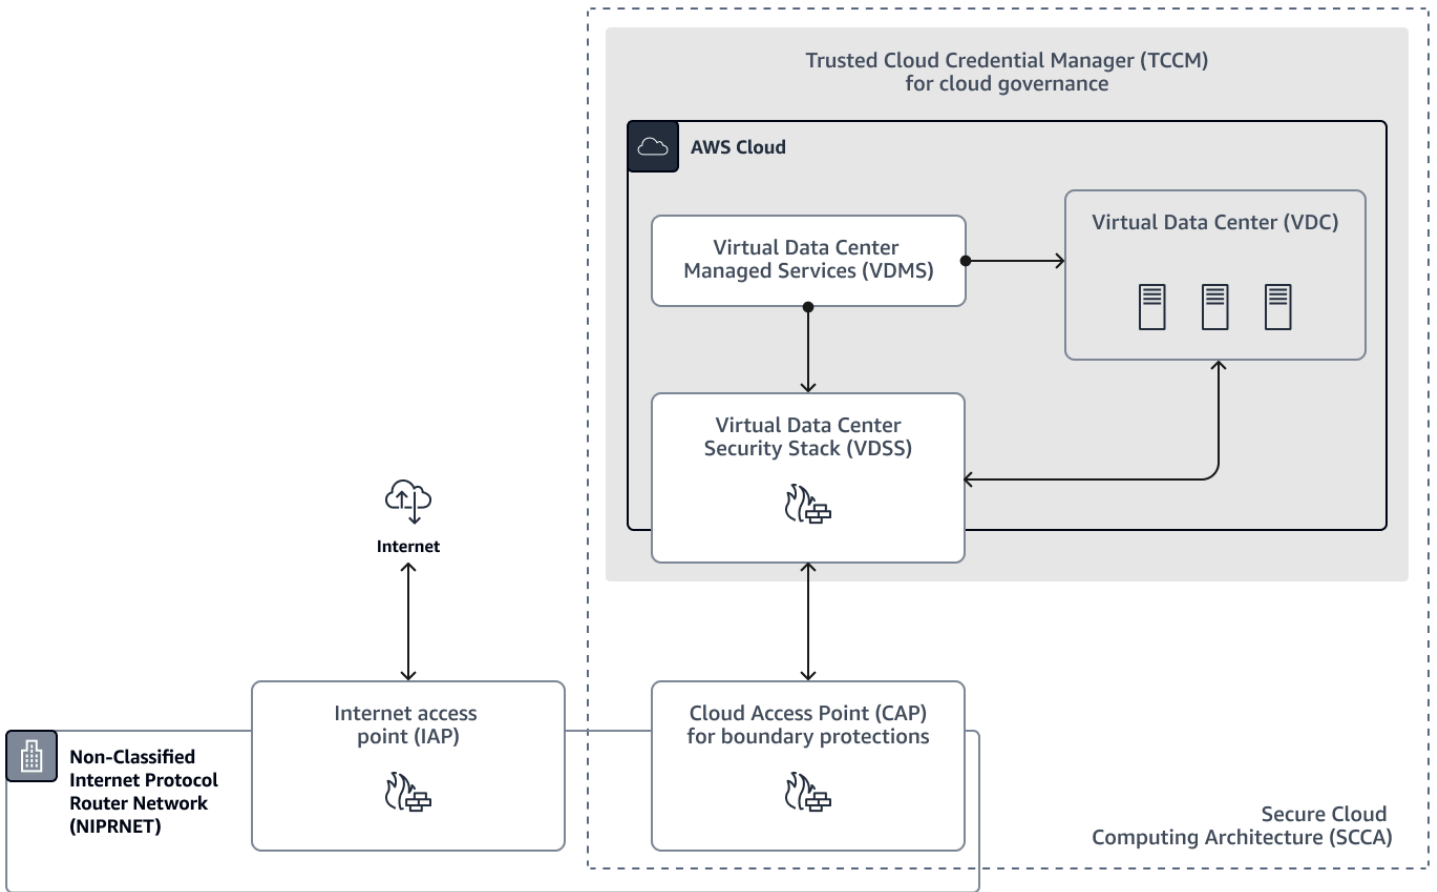 Trusted Cloud Credential Manager (TCCM)
for cloud governance
AWS Cloud
Virtual Data Center
Managed Services (VDMS)
Virtual Data Center (VDC)
Virtual Data Center
Security Stack (VDSS)
Internet
Internet access
point (IAP)
Cloud Access Point (CAP)
for boundary protections
Non-Classified
Internet Protocol
Router Network
(NIPRNET)
Secure Cloud
Computing Architecture (SCCA)